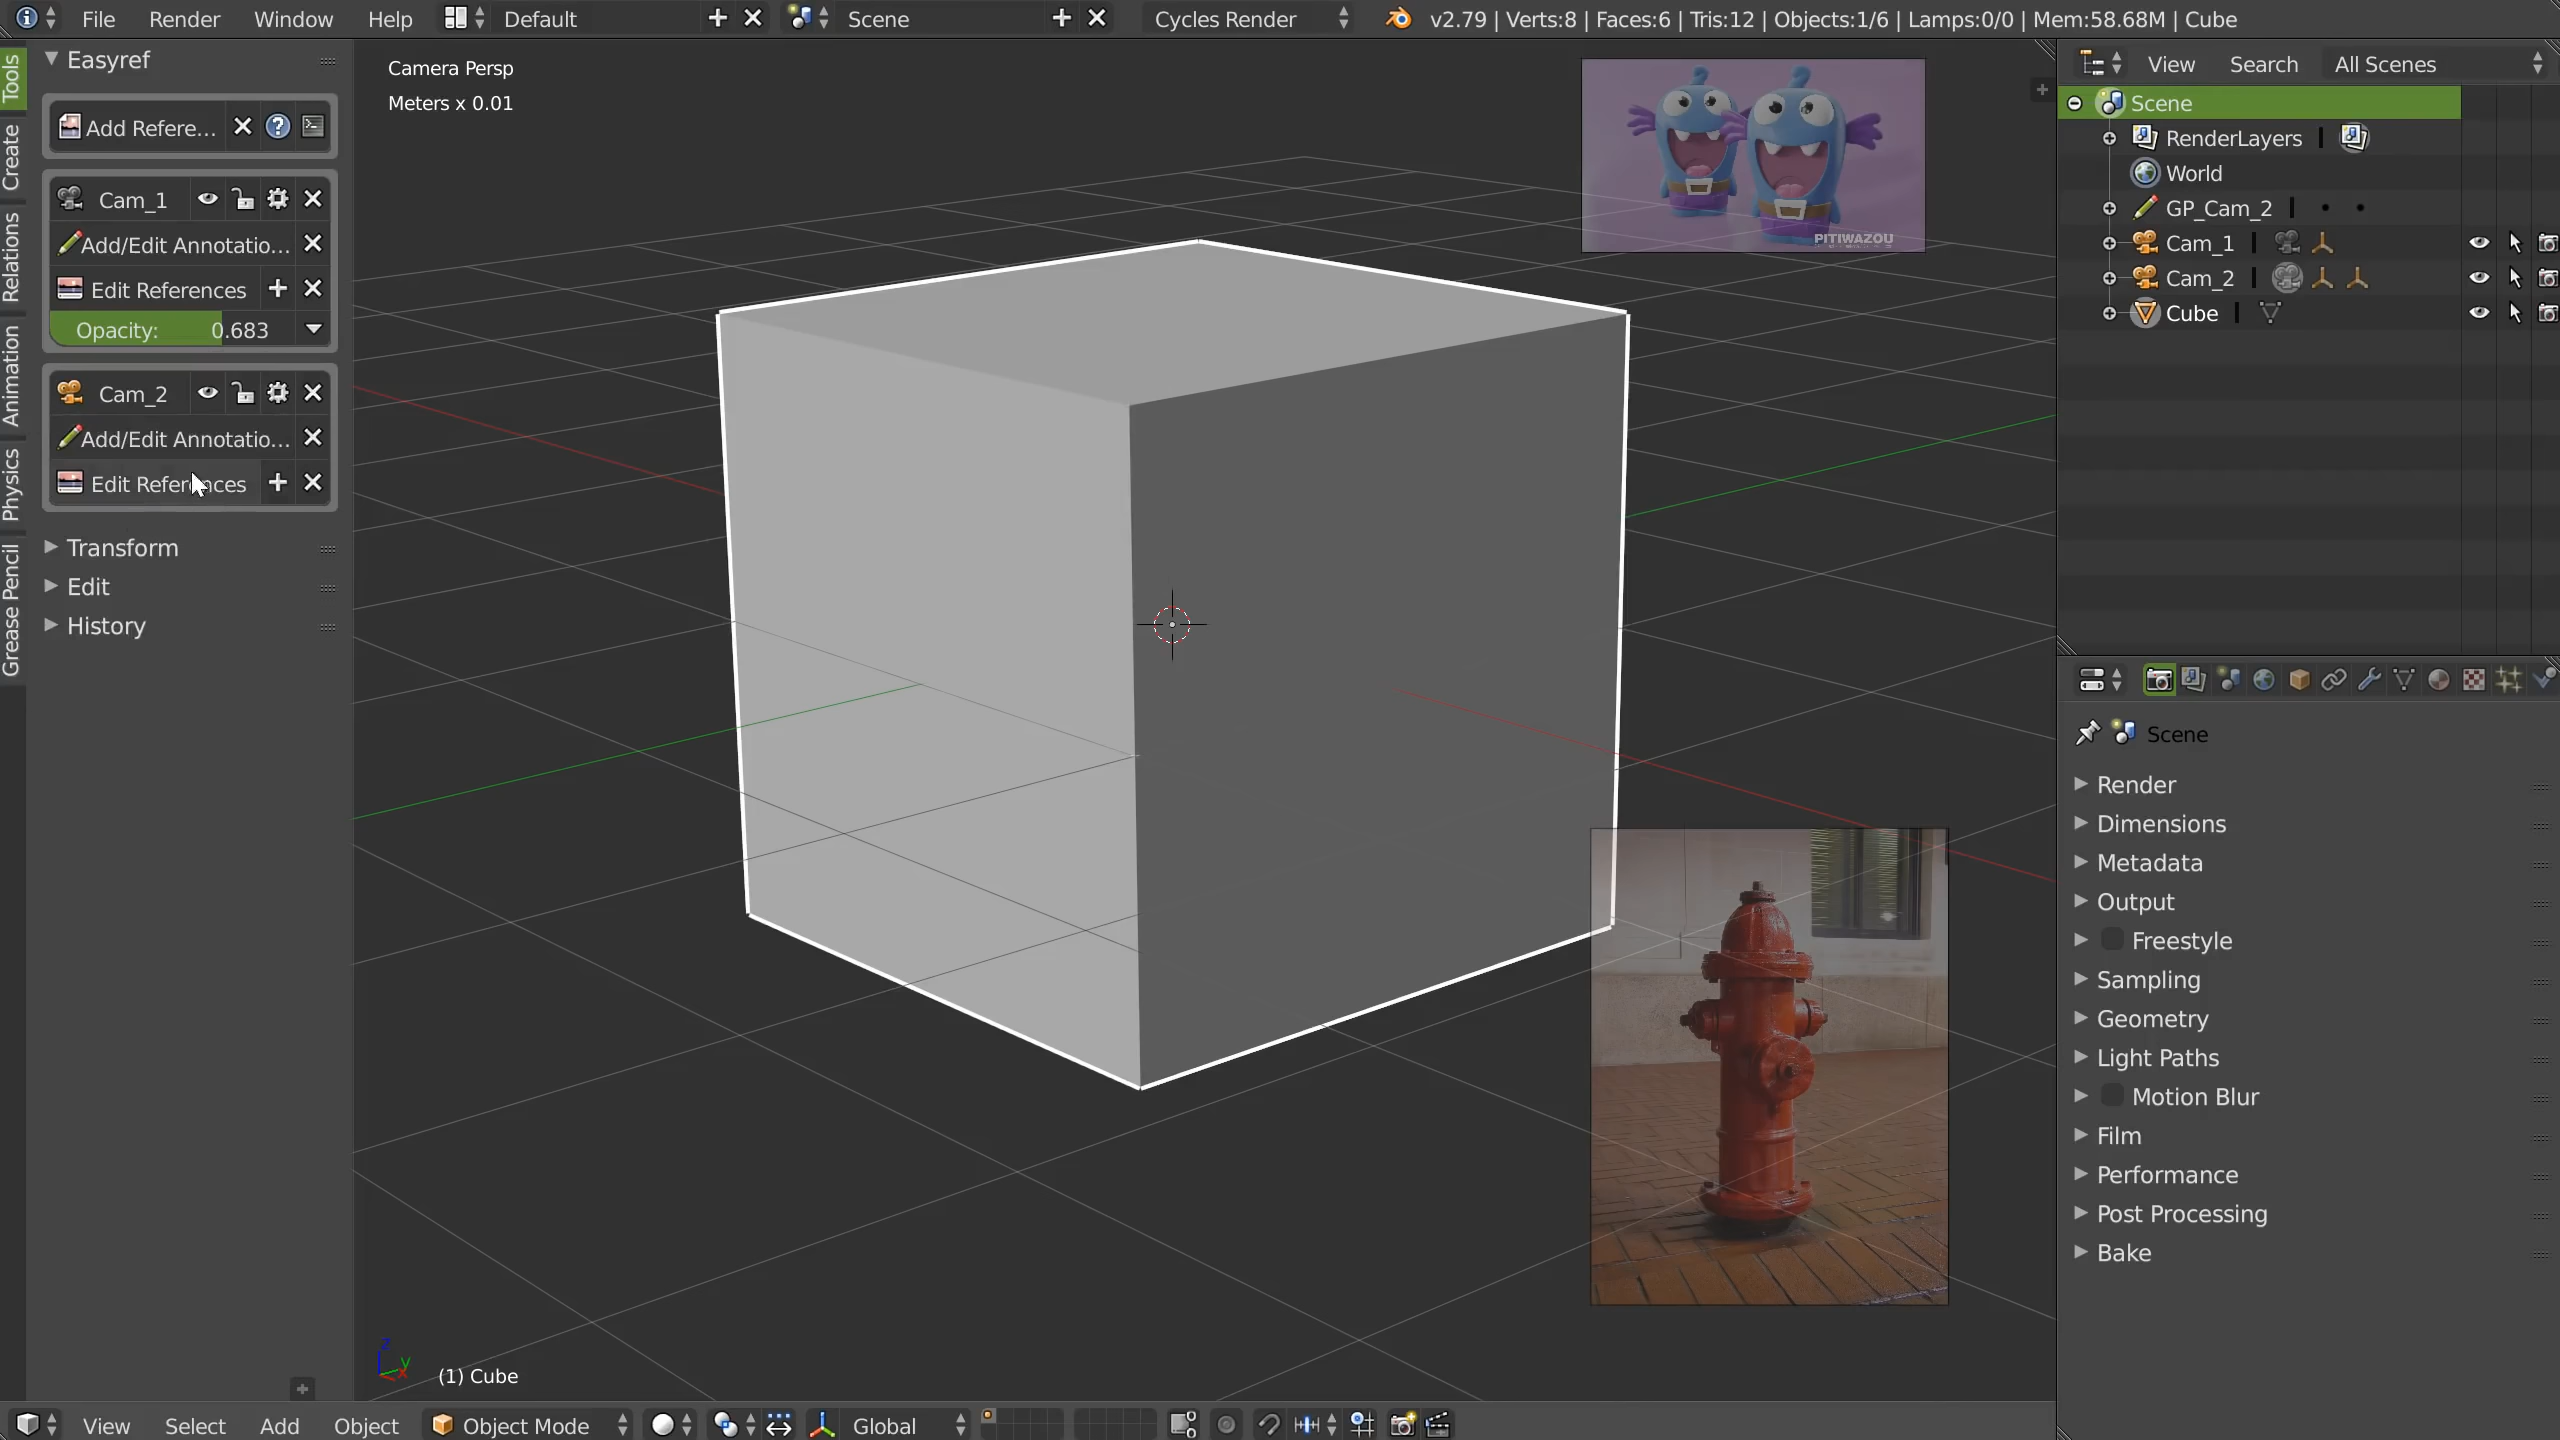 File Render Window Help Default Scene Cycles Render v2.79 | Verts:8 | Faces:6 | Tris:12 | Objects:1/6 | Lamps:0/0 | Mem:58.68M | Cube
Tools
Create
Relations
Animation
Physics
Grease Pencil
Easyref
Add Refere...
Cam_1
Add/Edit Annotatio...
Edit References
Opacity: 0.683
Cam_2
Add/Edit Annotatio...
Edit References
Transform
Edit
History
Camera Persp
Meters x 0.01
PITIWAZOU
z
y
x
(1) Cube
View Select Add Object Object Mode Global
View Search All Scenes
Scene
RenderLayers |
World
GP_Cam_2 |
Cam_1 |
Cam_2 |
Cube |
Scene
Render
Dimensions
Metadata
Output
Freestyle
Sampling
Geometry
Light Paths
Motion Blur
Film
Performance
Post Processing
Bake